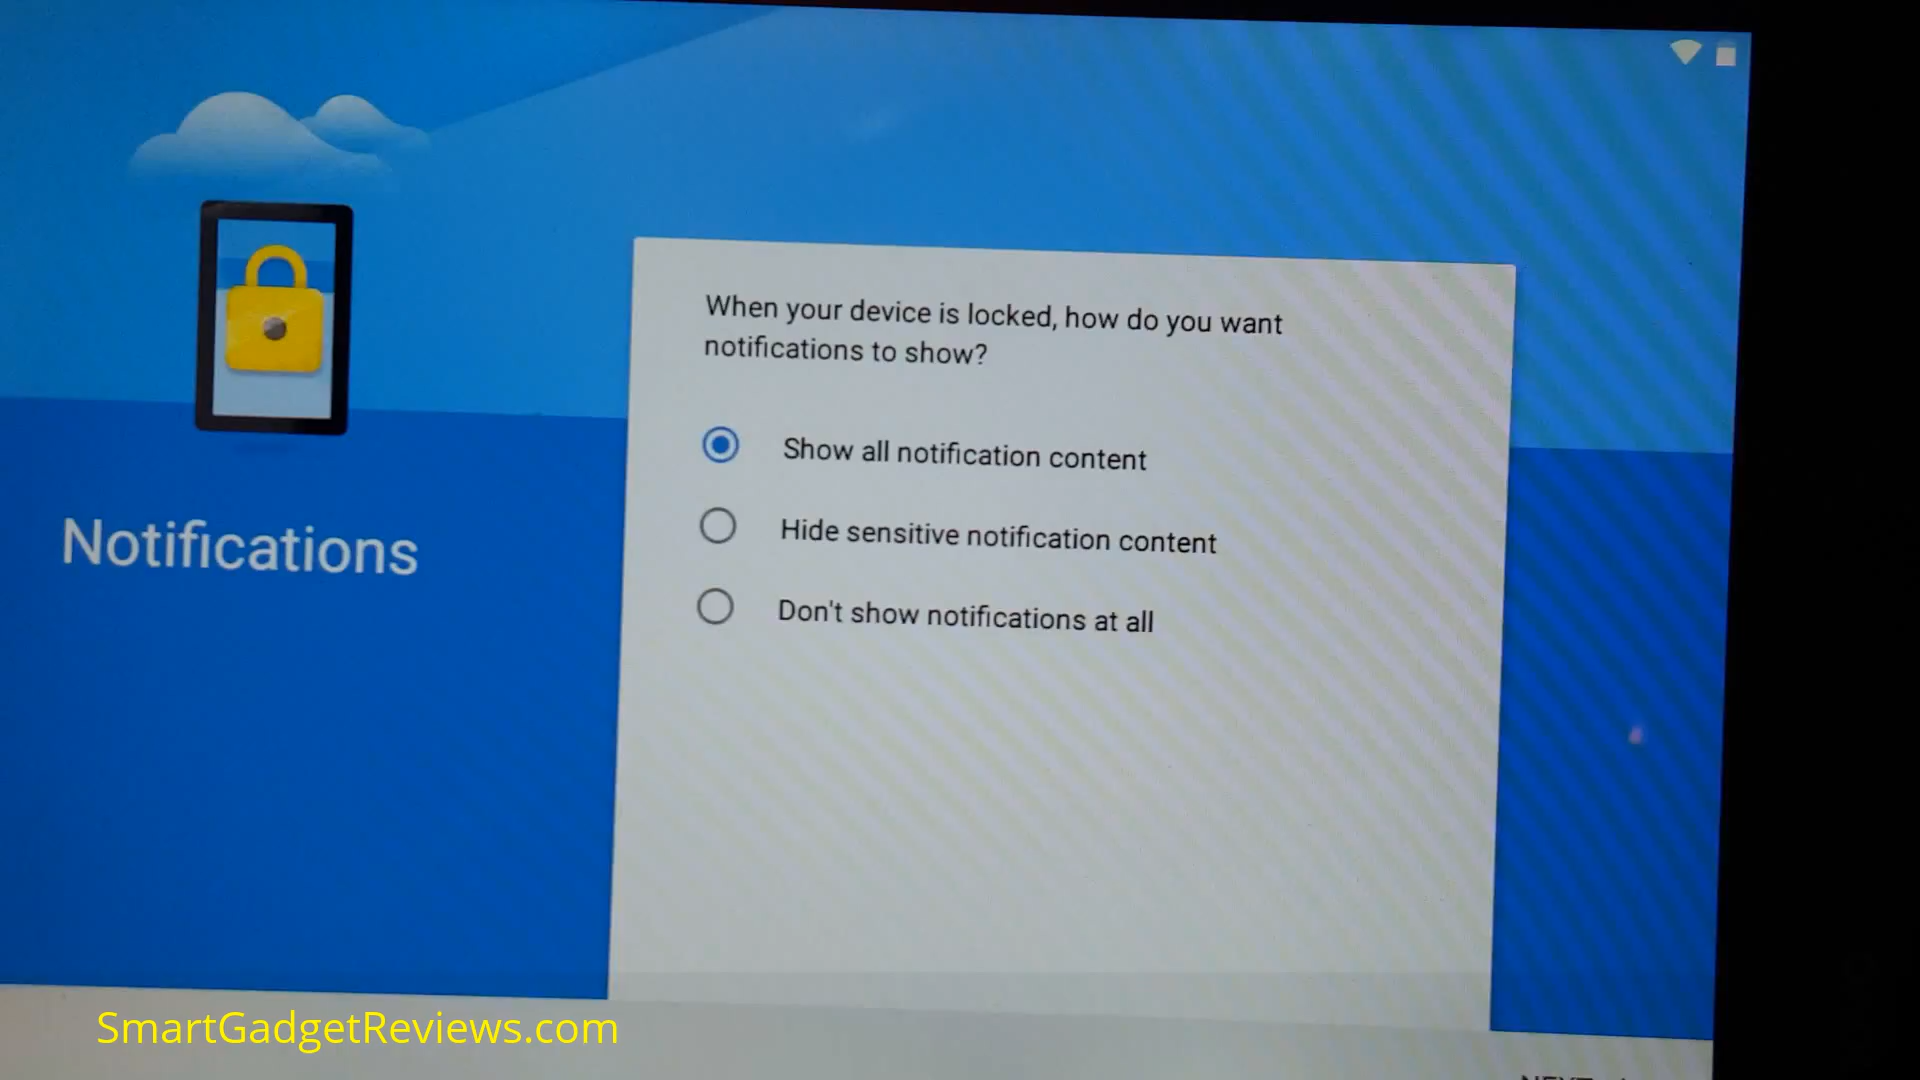 When your device is locked, how do you want
notifications to show?
Show all notification content
Hide sensitive notification content
Notifications
Don't show notifications at all
SmartGadgetReviews.com